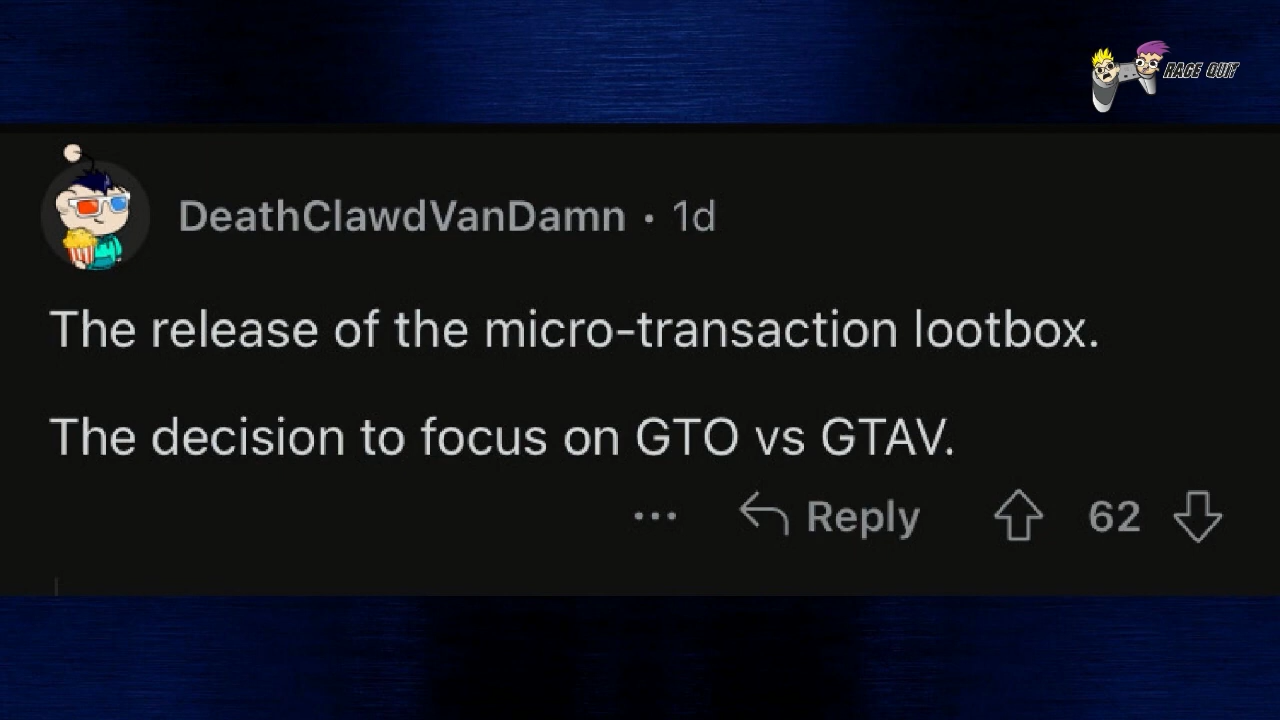 RAGE QUIT
DeathClawdVanDamn · 1d
The release of the micro-transaction lootbox.
The decision to focus on GTO vs GTAV.
... Reply 62